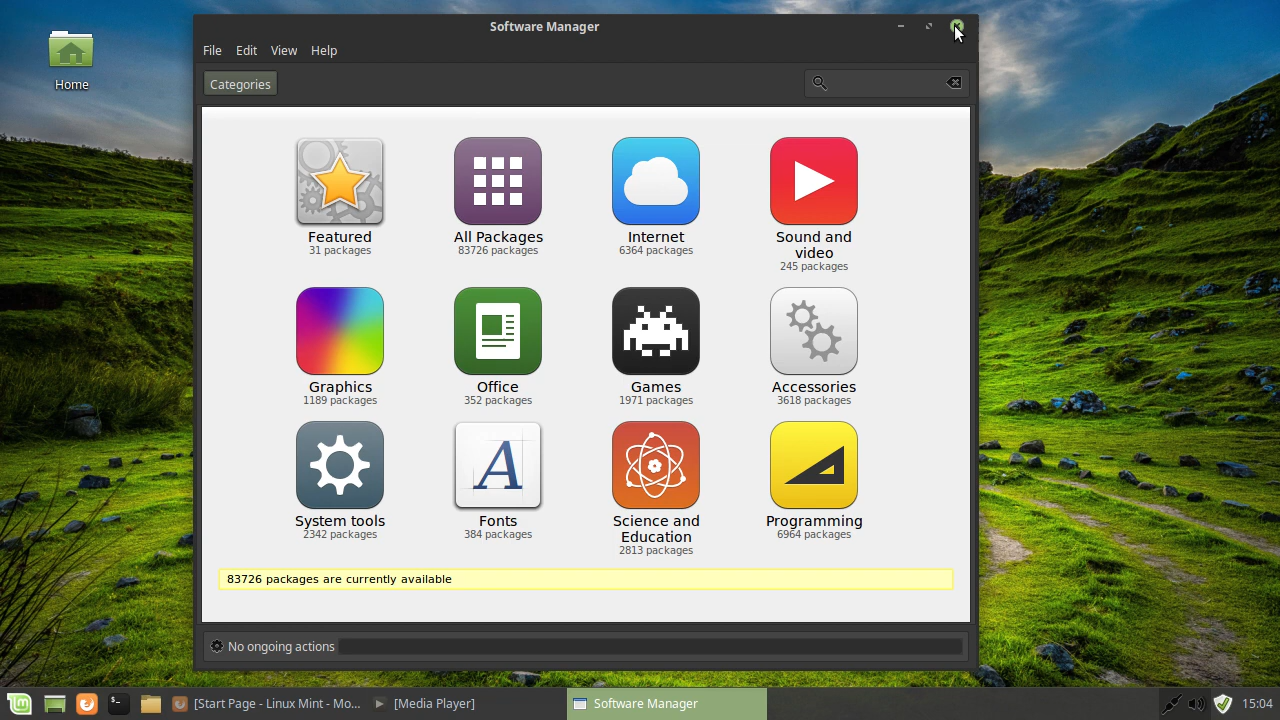 Software Manager
Home
File Edit View Help
Categories
Featured
31 packages
All Packages
83726 packages
Internet
6364 packages
Sound and
video
245 packages
Graphics
1189 packages
Office
352 packages
Games
1971 packages
Accessories
3618 packages
System tools
2342 packages
A
Fonts
384 packages
Science and
Education
2813 packages
Programming
6964 packages
83726 packages are currently available
No ongoing actions
[Start Page - Linux Mint - Mo... [Media Player] Software Manager 15:04